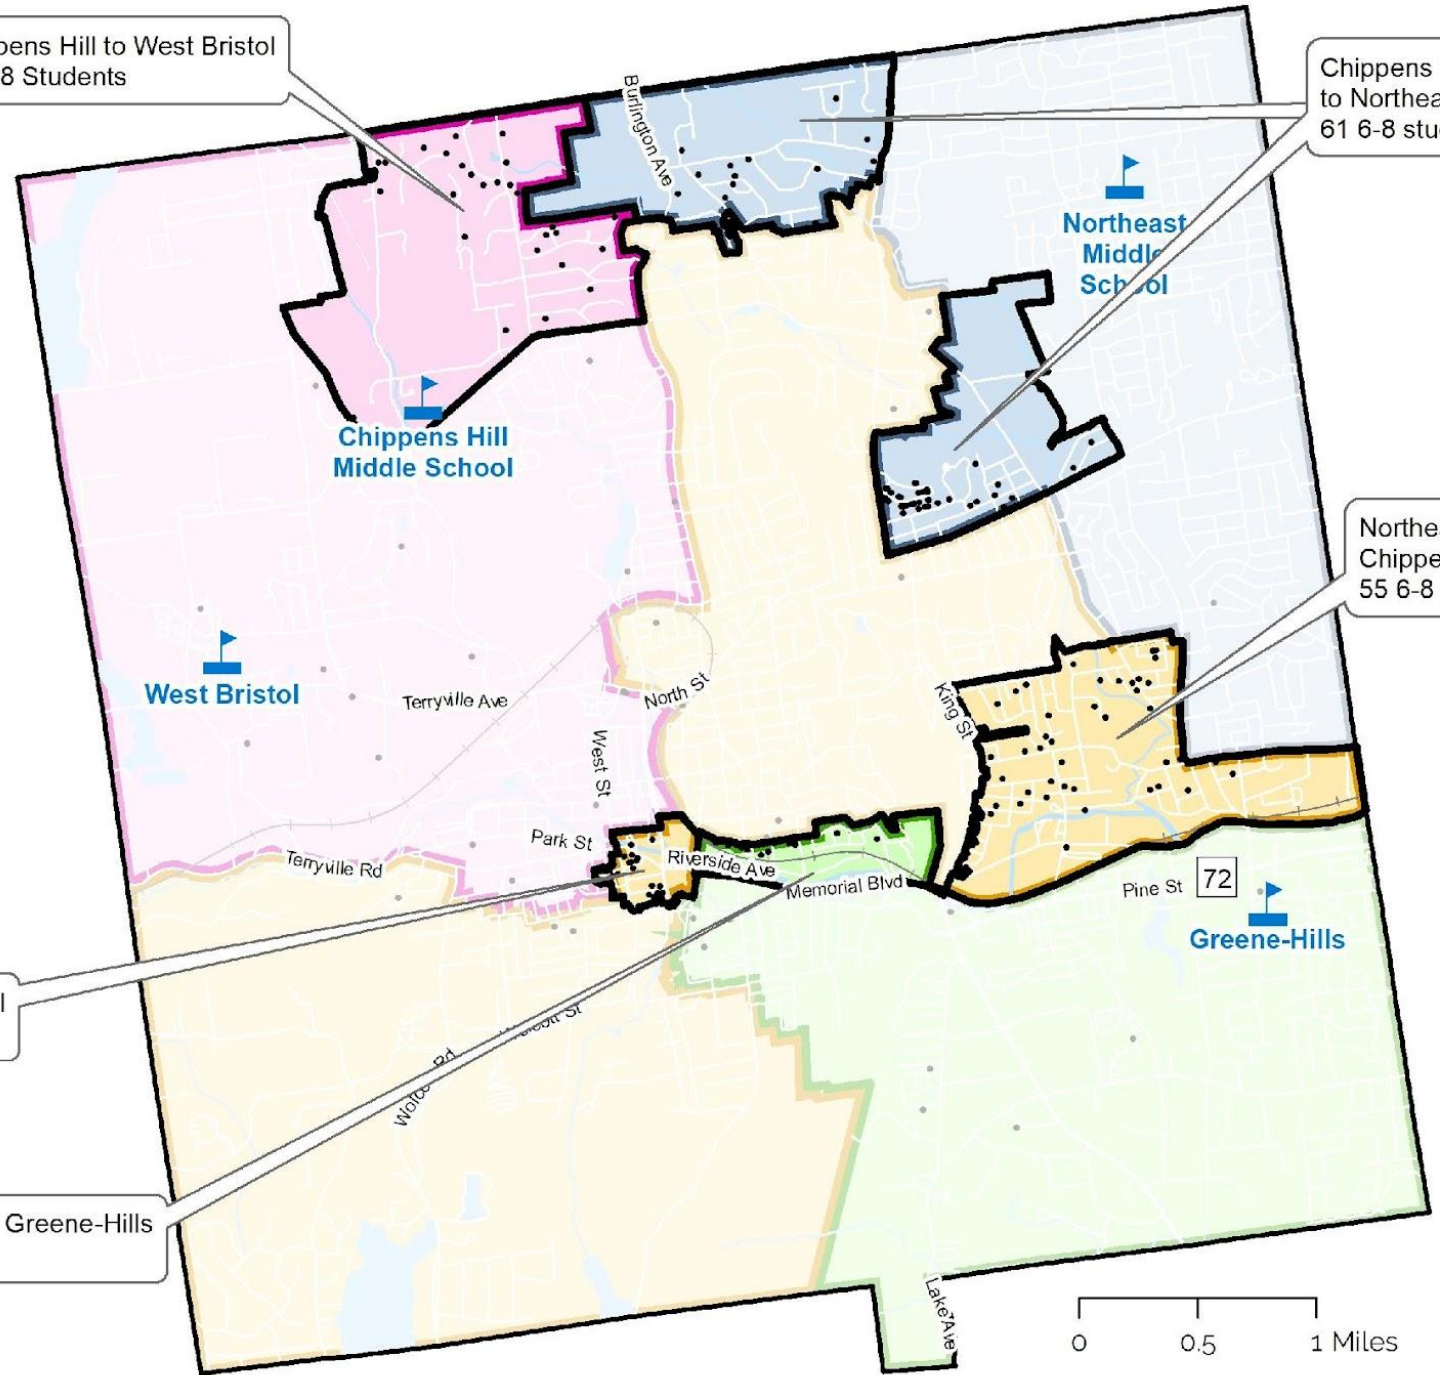 pens Hill to West Bristol
8 Students
Burlington Ave
Chippens
to Northea
61 6-8 stu
Northeast
Middle
School
Chippens Hill
Middle School
Northea
Chippe
55 6-8
West Bristol
Terryville Ave
North St
King St
West St
Park St
Riverside Ave
Terryville Rd
Memorial Blvd
Pine St
72
Greene-Hills
l
Rd
St
Greene-Hills
Lake Ave
0 0.5 1 Miles